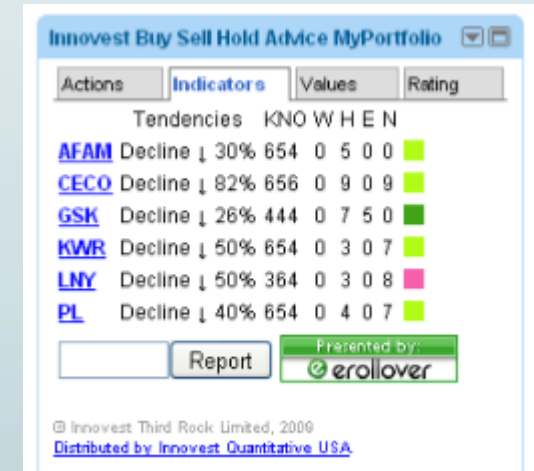 Innovest Buy Sell Hold Advice MyPortfolio
Actions Indicators Values Rating
Tendencies KNO W H E N
AFAM Decline ↓ 30% 654 0 5 0 0
CECO Decline ↓ 82% 656 0 9 0 9
GSK Decline ↓ 26% 444 0 7 5 0
KWR Decline ↓ 50% 654 0 3 0 7
LNY Decline ↓ 50% 364 0 3 0 8
PL Decline ↓ 40% 654 0 4 0 7
Report
Presented by:
erollover
© Innovest Third Rock Limited, 2009
Distributed by Innovest Quantitative USA